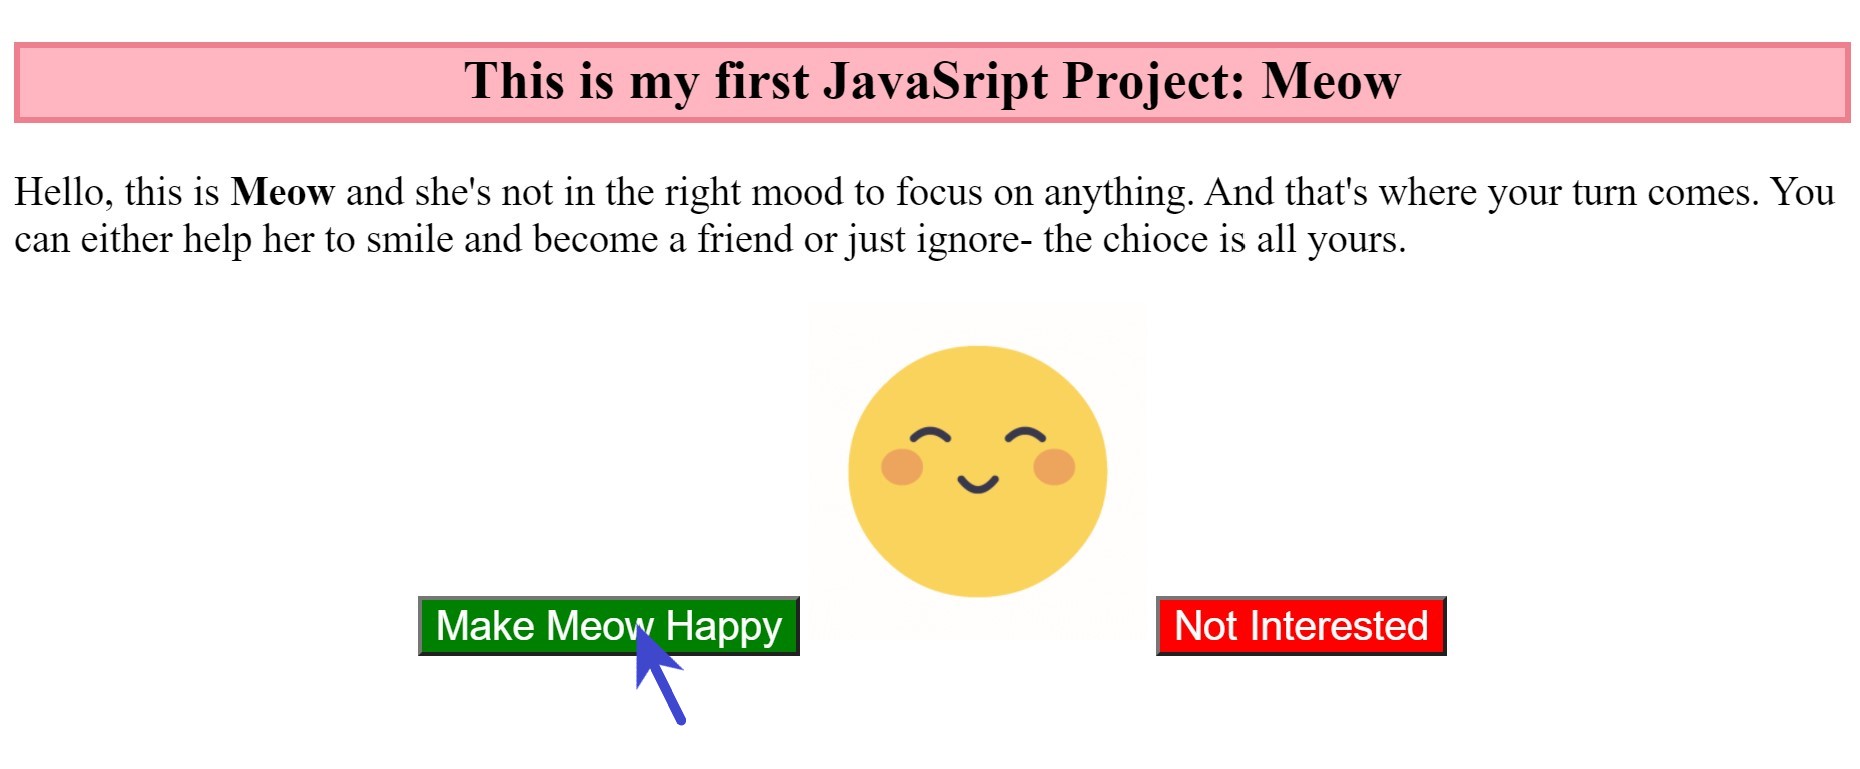 This is my first JavaSript Project: Meow
Hello, this is Meow and she's not in the right mood to focus on anything. And that's where your turn comes. You
can either help her to smile and become a friend or just ignore- the chioce is all yours.
Make Meow Happy
Not Interested